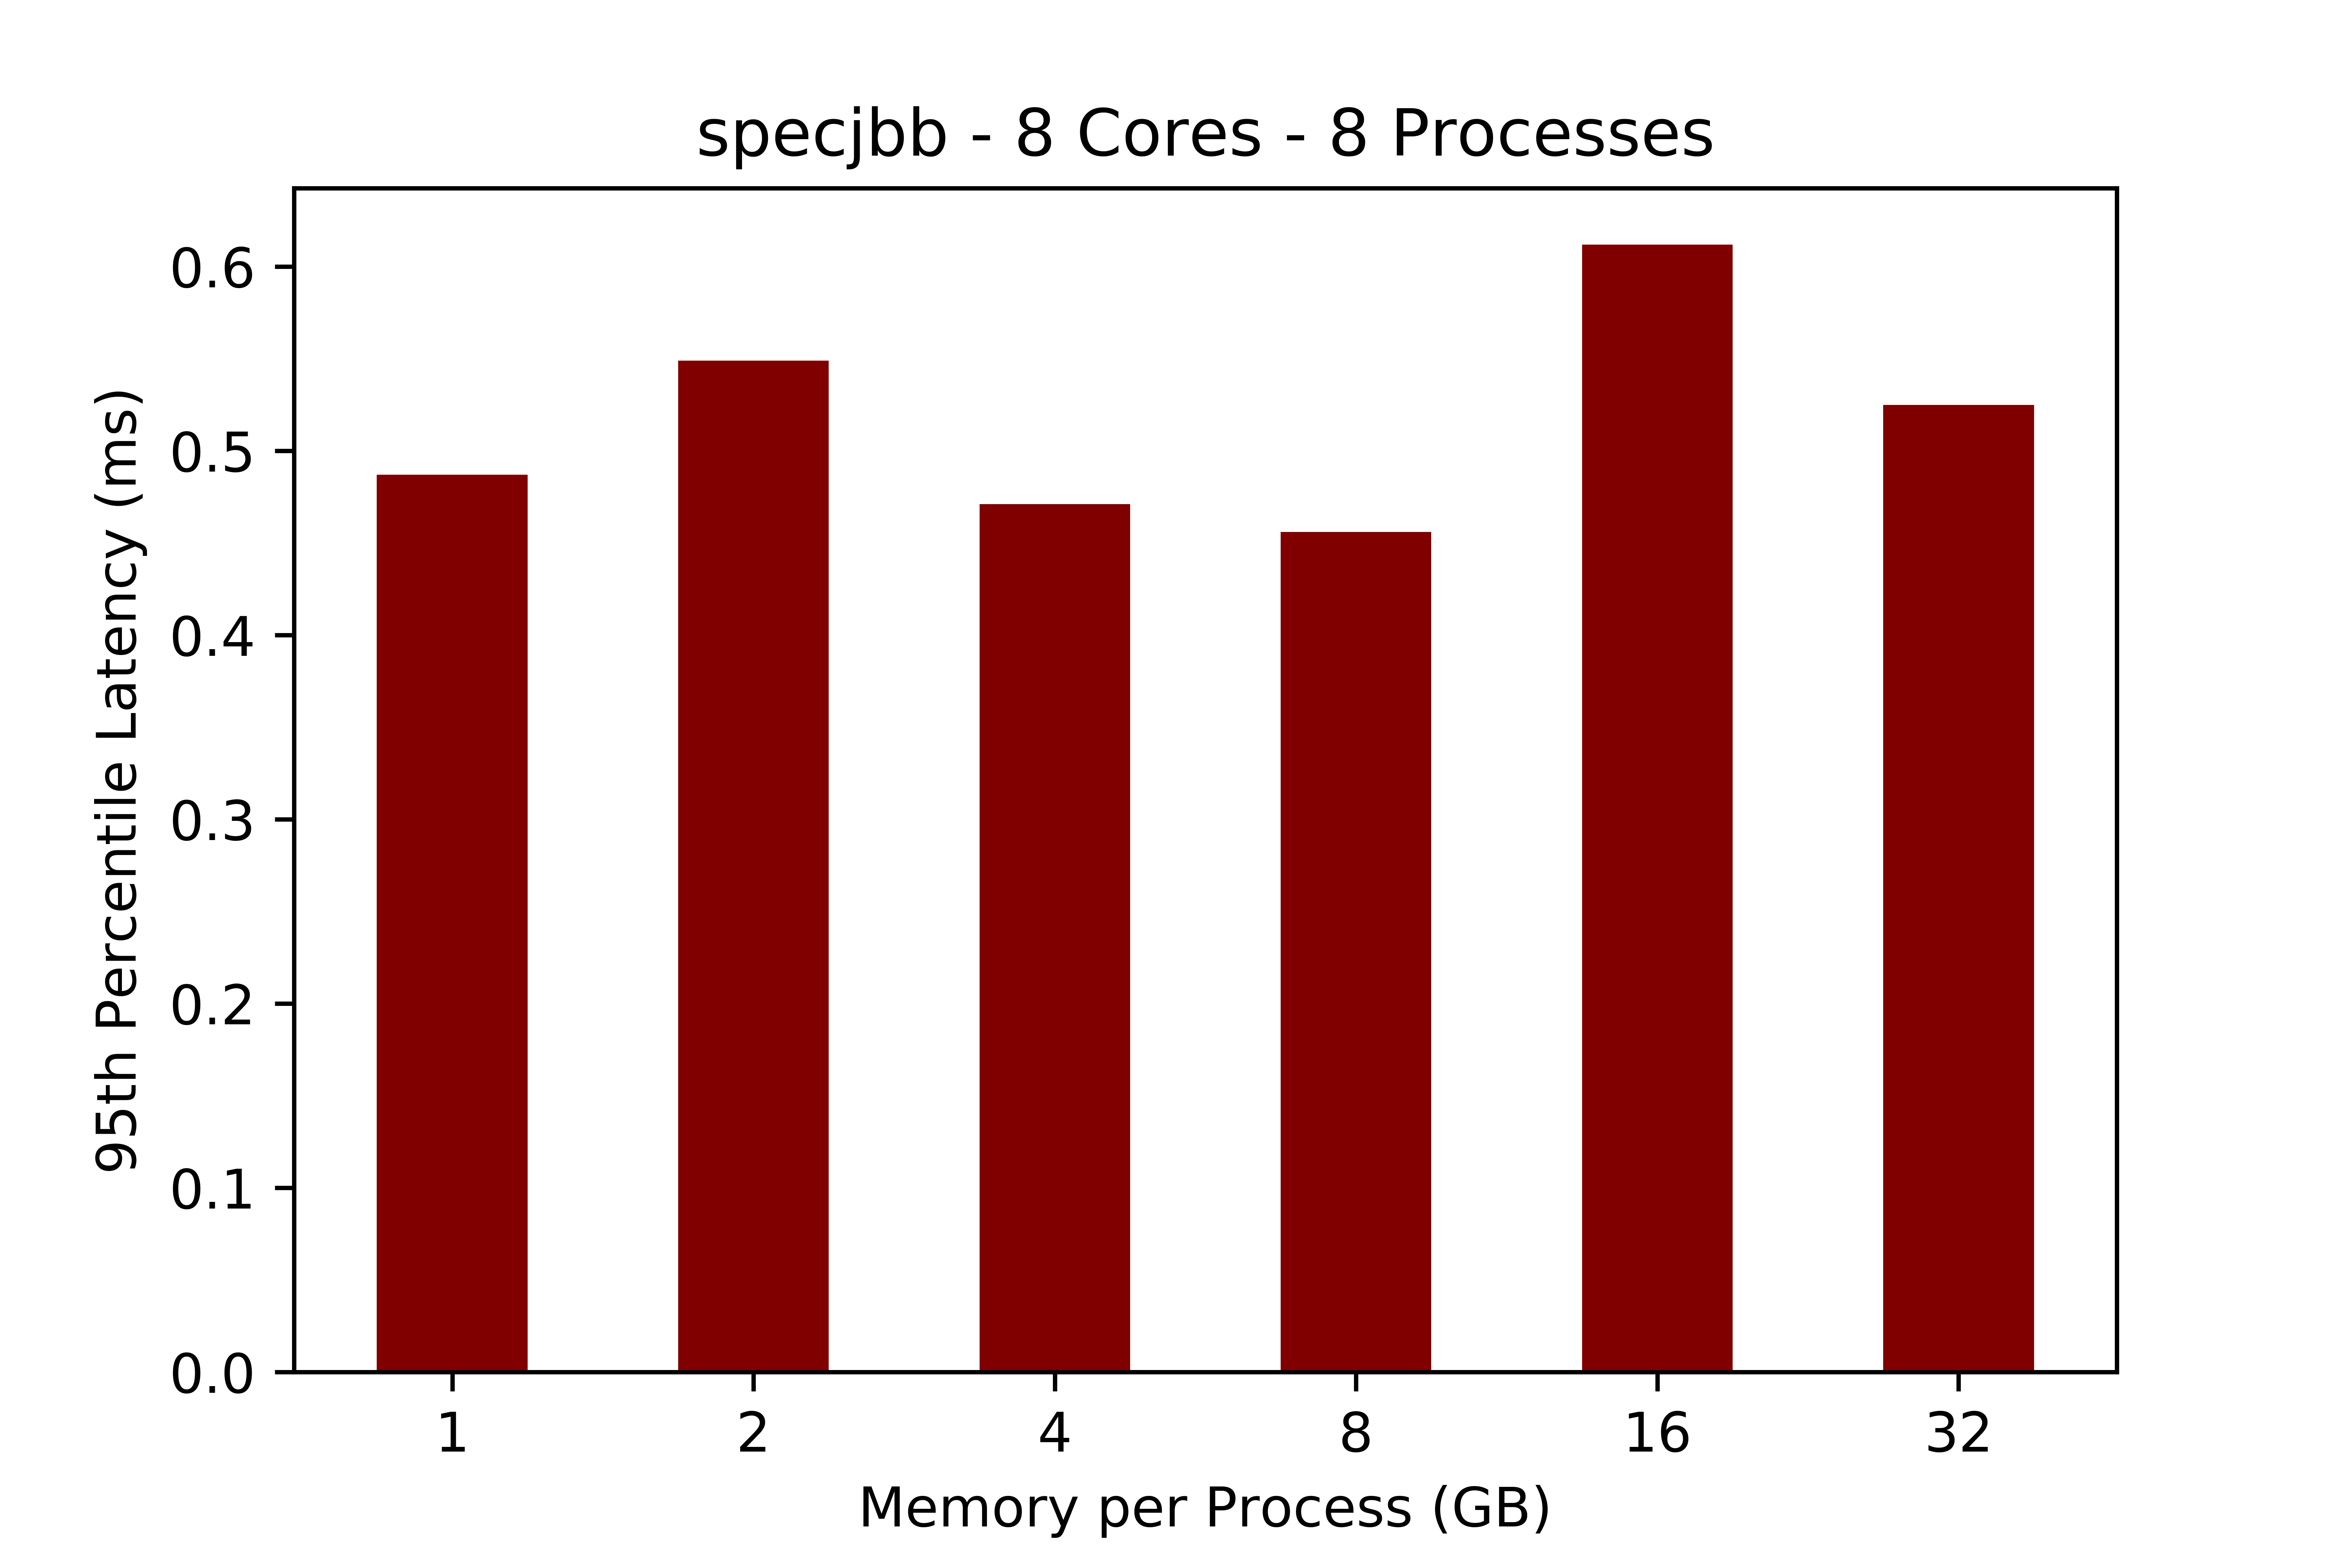 specjbb - 8 Cores - 8 Processes
95th Percentile Latency (ms)
0.6
0.5
0.4
0.3
0.2
0.1
0.0
1 2 4 8 16 32
Memory per Process (GB)